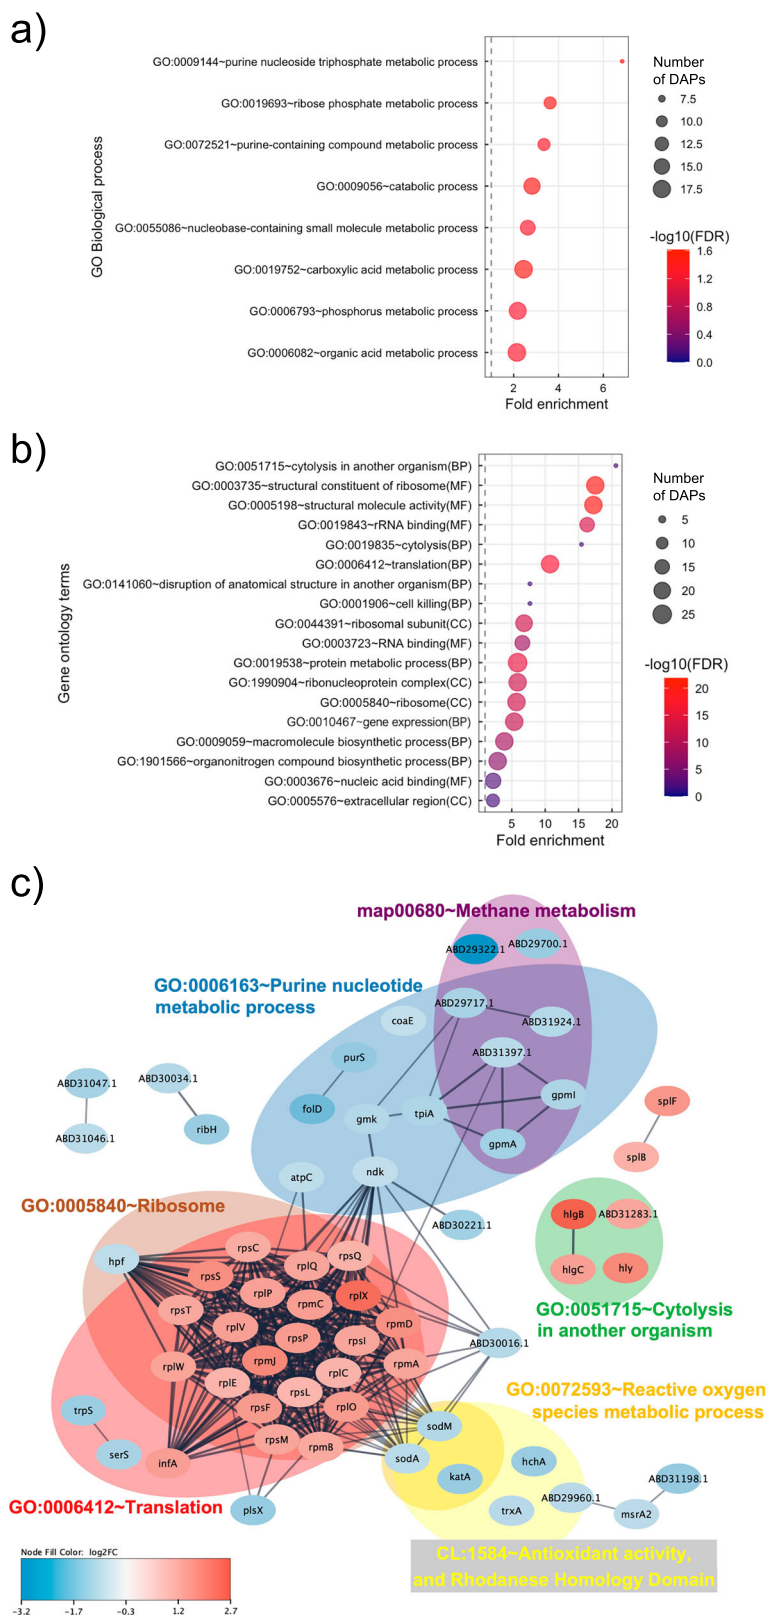 a)
GO Biological process
GO:0009144~purine nucleoside triphosphate metabolic process
GO:0019693~ribose phosphate metabolic process
GO:0072521~purine-containing compound metabolic process
GO:0009056~catabolic process
GO:0055086~nucleobase-containing small molecule metabolic process
GO:0019752~carboxylic acid metabolic process
GO:0006793~phosphorus metabolic process
GO:0006082~organic acid metabolic process
2 4 6
Fold enrichment
Number
of DAPs
7.5
10.0
12.5
15.0
17.5
-log10(FDR)
1.6
1.2
0.8
0.4
0.0
b)
Gene ontology terms
GO:0051715~cytolysis in another organism(BP)
GO:0003735~structural constituent of ribosome(MF)
GO:0005198~structural molecule activity(MF)
GO:0019843~rRNA binding(MF)
GO:0019835~cytolysis(BP)
GO:0006412~translation(BP)
GO:0141060~disruption of anatomical structure in another organism(BP)
GO:0001906~cell killing(BP)
GO:0044391~ribosomal subunit(CC)
GO:0003723~RNA binding(MF)
GO:0019538~protein metabolic process(BP)
GO:1990904~ribonucleoprotein complex(CC)
GO:0005840~ribosome(CC)
GO:0010467~gene expression(BP)
GO:0009059~macromolecule biosynthetic process(BP)
GO:1901566~organonitrogen compound biosynthetic process(BP)
GO:0003676~nucleic acid binding(MF)
GO:0005576~extracellular region(CC)
5 10 15 20
Fold enrichment
Number
of DAPs
5
10
15
20
25
-log10(FDR)
20
15
10
5
0
c)
map00680~Methane metabolism
ABD29322.1
ABD29700.1
GO:0006163~Purine nucleotide
metabolic process
ABD29717.1
coaE
ABD31924.1
purS
ABD31397.1
ABD31047.1
ABD30034.1
folD
gmk
tpiA
gpmI
splF
ABD31046.1
ribH
gpmA
splB
atpC
ndk
GO:0005840~Ribosome
ABD30221.1
hlgB
ABD31283.1
hlgC
hly
GO:0051715~Cytolysis
in another organism
hpf
rpsC
rplQ
rpsQ
rpsS
rplP
rpmC
rplX
rpsT
rplV
rpsP
rpsI
rpmD
ABD30016.1
rplW
rpmJ
rplC
rpmA
rplE
rpsL
rpsF
rplO
GO:0072593~Reactive oxygen
species metabolic process
trpS
serS
infA
rpsM
rpmB
sodM
sodA
katA
hchA
ABD31198.1
ABD29960.1
trxA
msrA2
plsX
GO:0006412~Translation
CL:1584~Antioxidant activity,
and Rhodanese Homology Domain
Node Fill Color: log2FC
-3.2 -1.7 -0.3 1.2 2.7